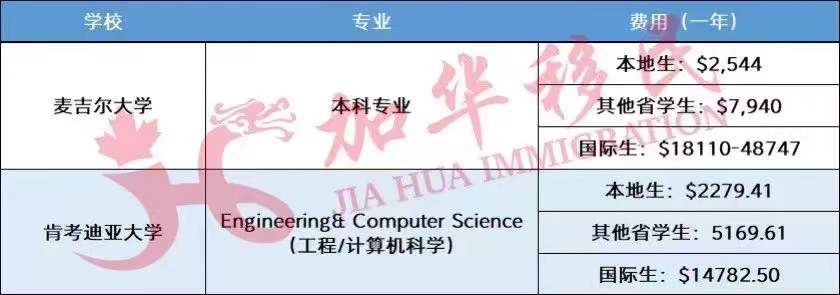 学校 专业 费用（一年）
麦吉尔大学 本科专业 本地生：$2,544
其他省学生：$7,940
国际生：$18110-48747
肯考迪亚大学 Engineering& Computer Science
（工程/计算机科学） 本地生：$2279.41
其他省学生：5169.61
国际生：$14782.50
加华移民
JIA HUA IMMIGRATION